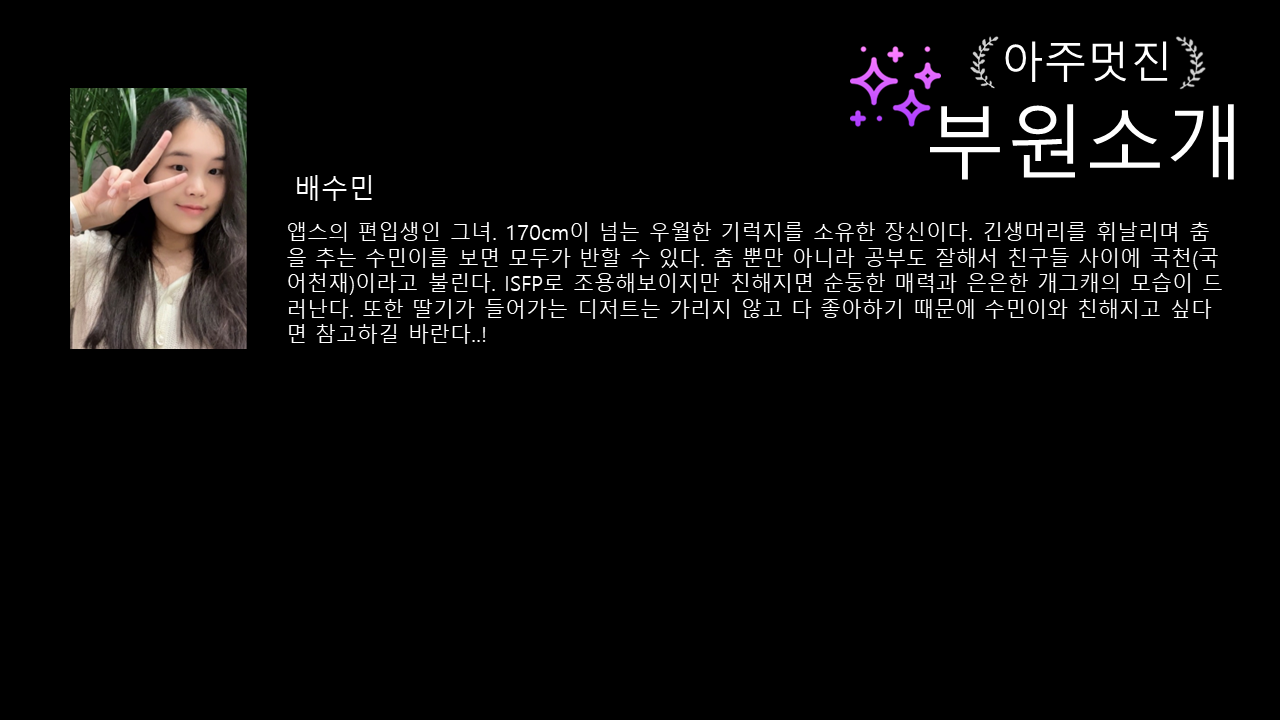 아주멋진
부원소개
배수민
앱스의 편입생인 그녀. 170cm이 넘는 우월한 기럭지를 소유한 장신이다. 긴생머리를 휘날리며 춤
을 추는 수민이를 보면 모두가 반할 수 있다. 춤 뿐만 아니라 공부도 잘해서 친구들 사이에 국천(국
어천재)이라고 불린다. ISFP로 조용해보이지만 친해지면 순둥한 매력과 은은한 개그캐의 모습이 드
러난다. 또한 딸기가 들어가는 디저트는 가리지 않고 다 좋아하기 때문에 수민이와 친해지고 싶다
면 참고하길 바란다..!